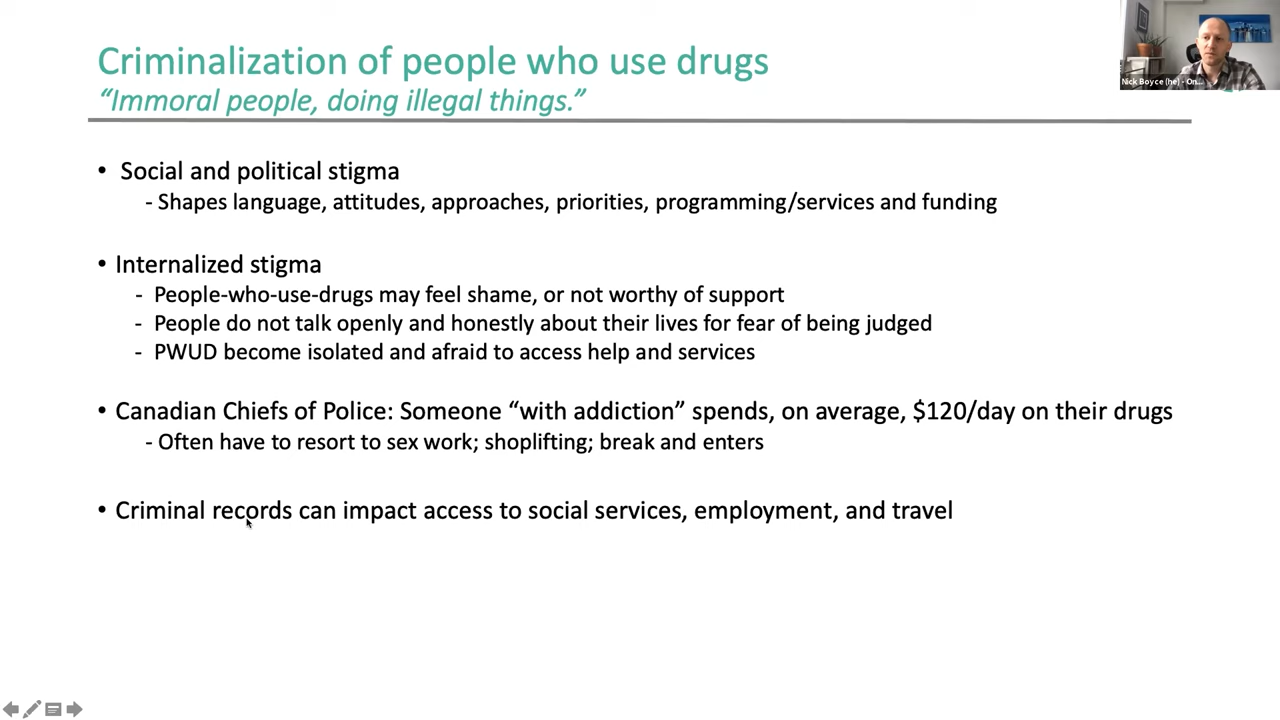 Criminalization of people who use drugs
“Immoral people, doing illegal things.”
Nick Boyce (he) - On...
• Social and political stigma
- Shapes language, attitudes, approaches, priorities, programming/services and funding
• Internalized stigma
- People-who-use-drugs may feel shame, or not worthy of support
- People do not talk openly and honestly about their lives for fear of being judged
- PWUD become isolated and afraid to access help and services
• Canadian Chiefs of Police: Someone “with addiction” spends, on average, $120/day on their drugs
- Often have to resort to sex work; shoplifting; break and enters
• Criminal records can impact access to social services, employment, and travel